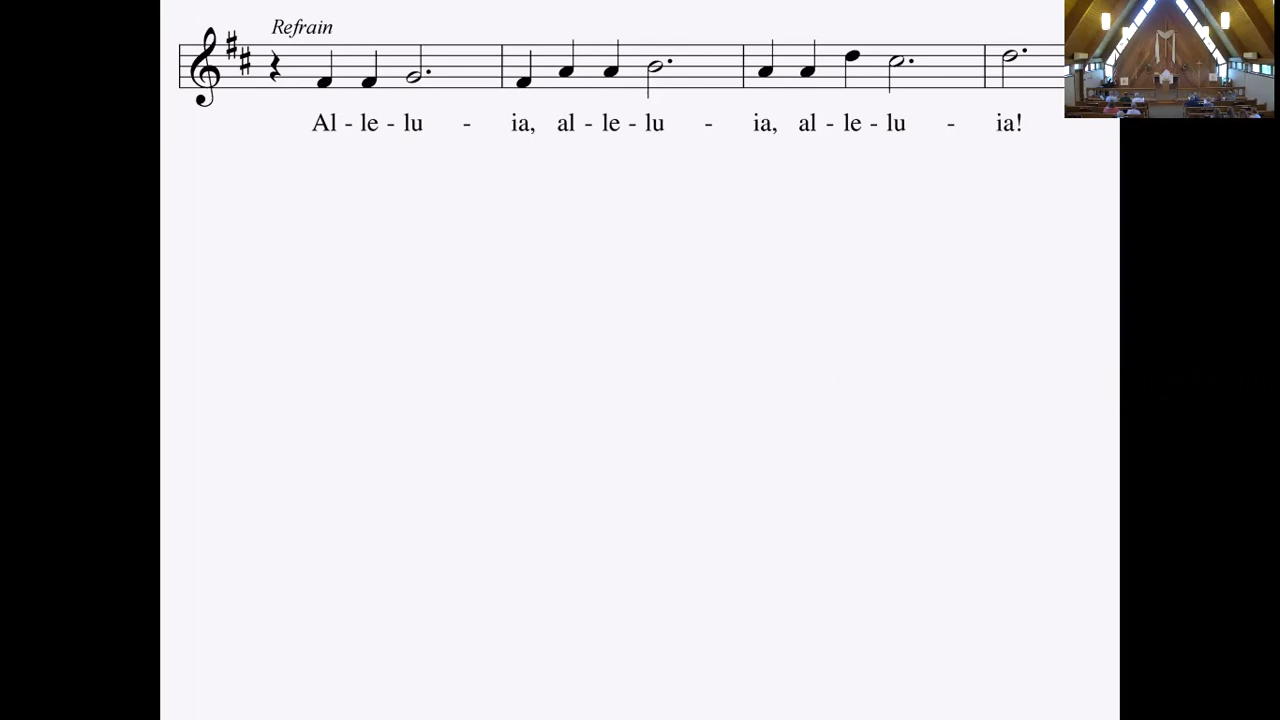 Refrain
Al - le - lu - ia, al - le - lu - ia, al - le - lu - ia!